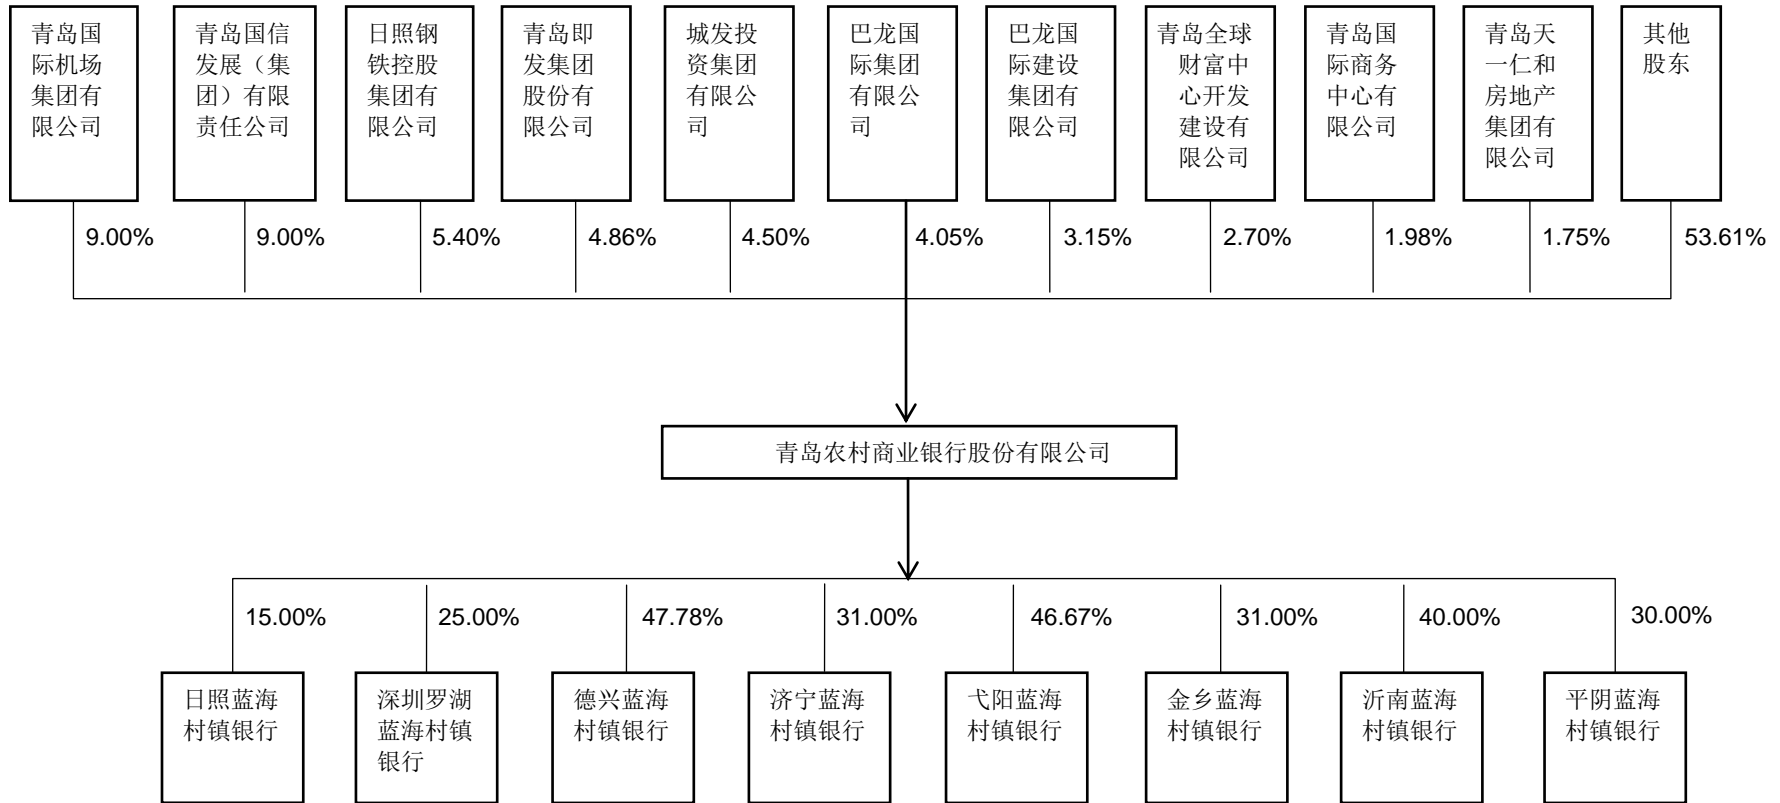 青岛国
际机场
集团有
限公司
青岛国信
发展（集
团）有限
责任公司
日照钢
铁控股
集团有
限公司
青岛即
发集团
股份有
限公司
城发投
资集团
有限公
司
巴龙国
际集团
有限公
司
巴龙国
际建设
集团有
限公司
青岛全球
财富中
心开发
建设有
限公司
青岛国
际商务
中心有
限公司
青岛天
一仁和
房地产
集团有
限公司
其他
股东
9.00%
9.00%
5.40%
4.86%
4.50%
4.05%
3.15%
2.70%
1.98%
1.75%
53.61%
青岛农村商业银行股份有限公司
15.00%
25.00%
47.78%
31.00%
46.67%
31.00%
40.00%
30.00%
日照蓝海
村镇银行
深圳罗湖
蓝海村镇
银行
德兴蓝海
村镇银行
济宁蓝海
村镇银行
弋阳蓝海
村镇银行
金乡蓝海
村镇银行
沂南蓝海
村镇银行
平阴蓝海
村镇银行